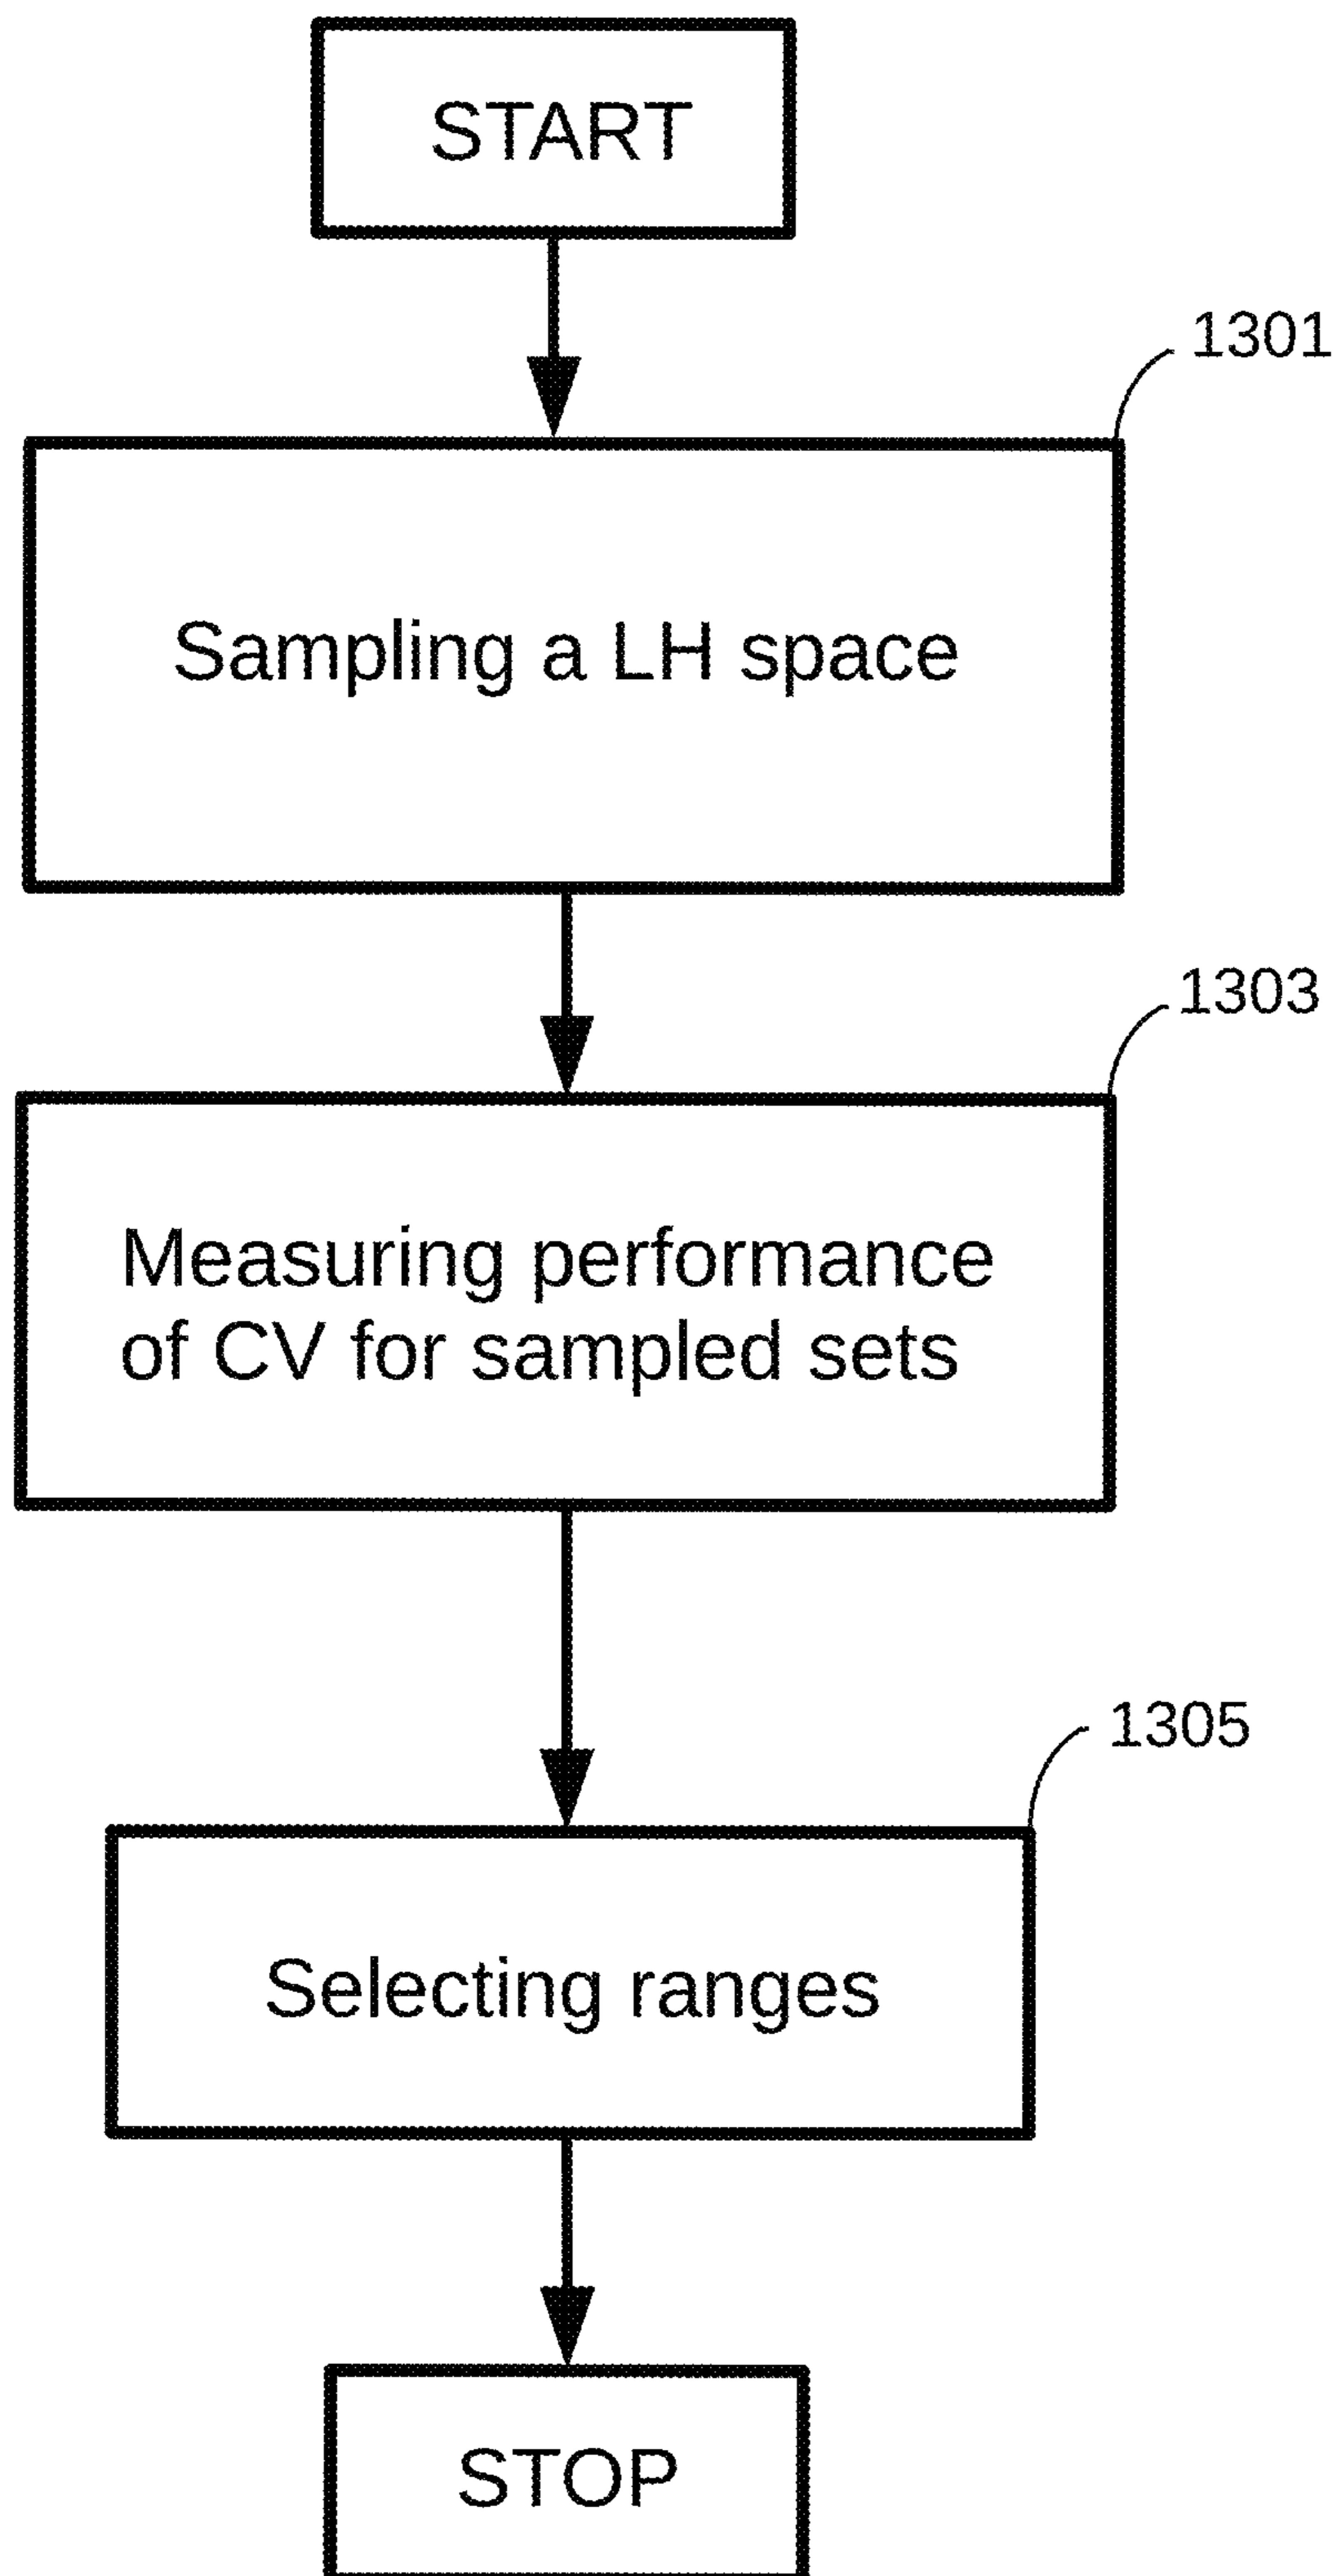 START
1301
Sampling a LH space
1303
Measuring performance
of CV for sampled sets
1305
Selecting ranges
STOP